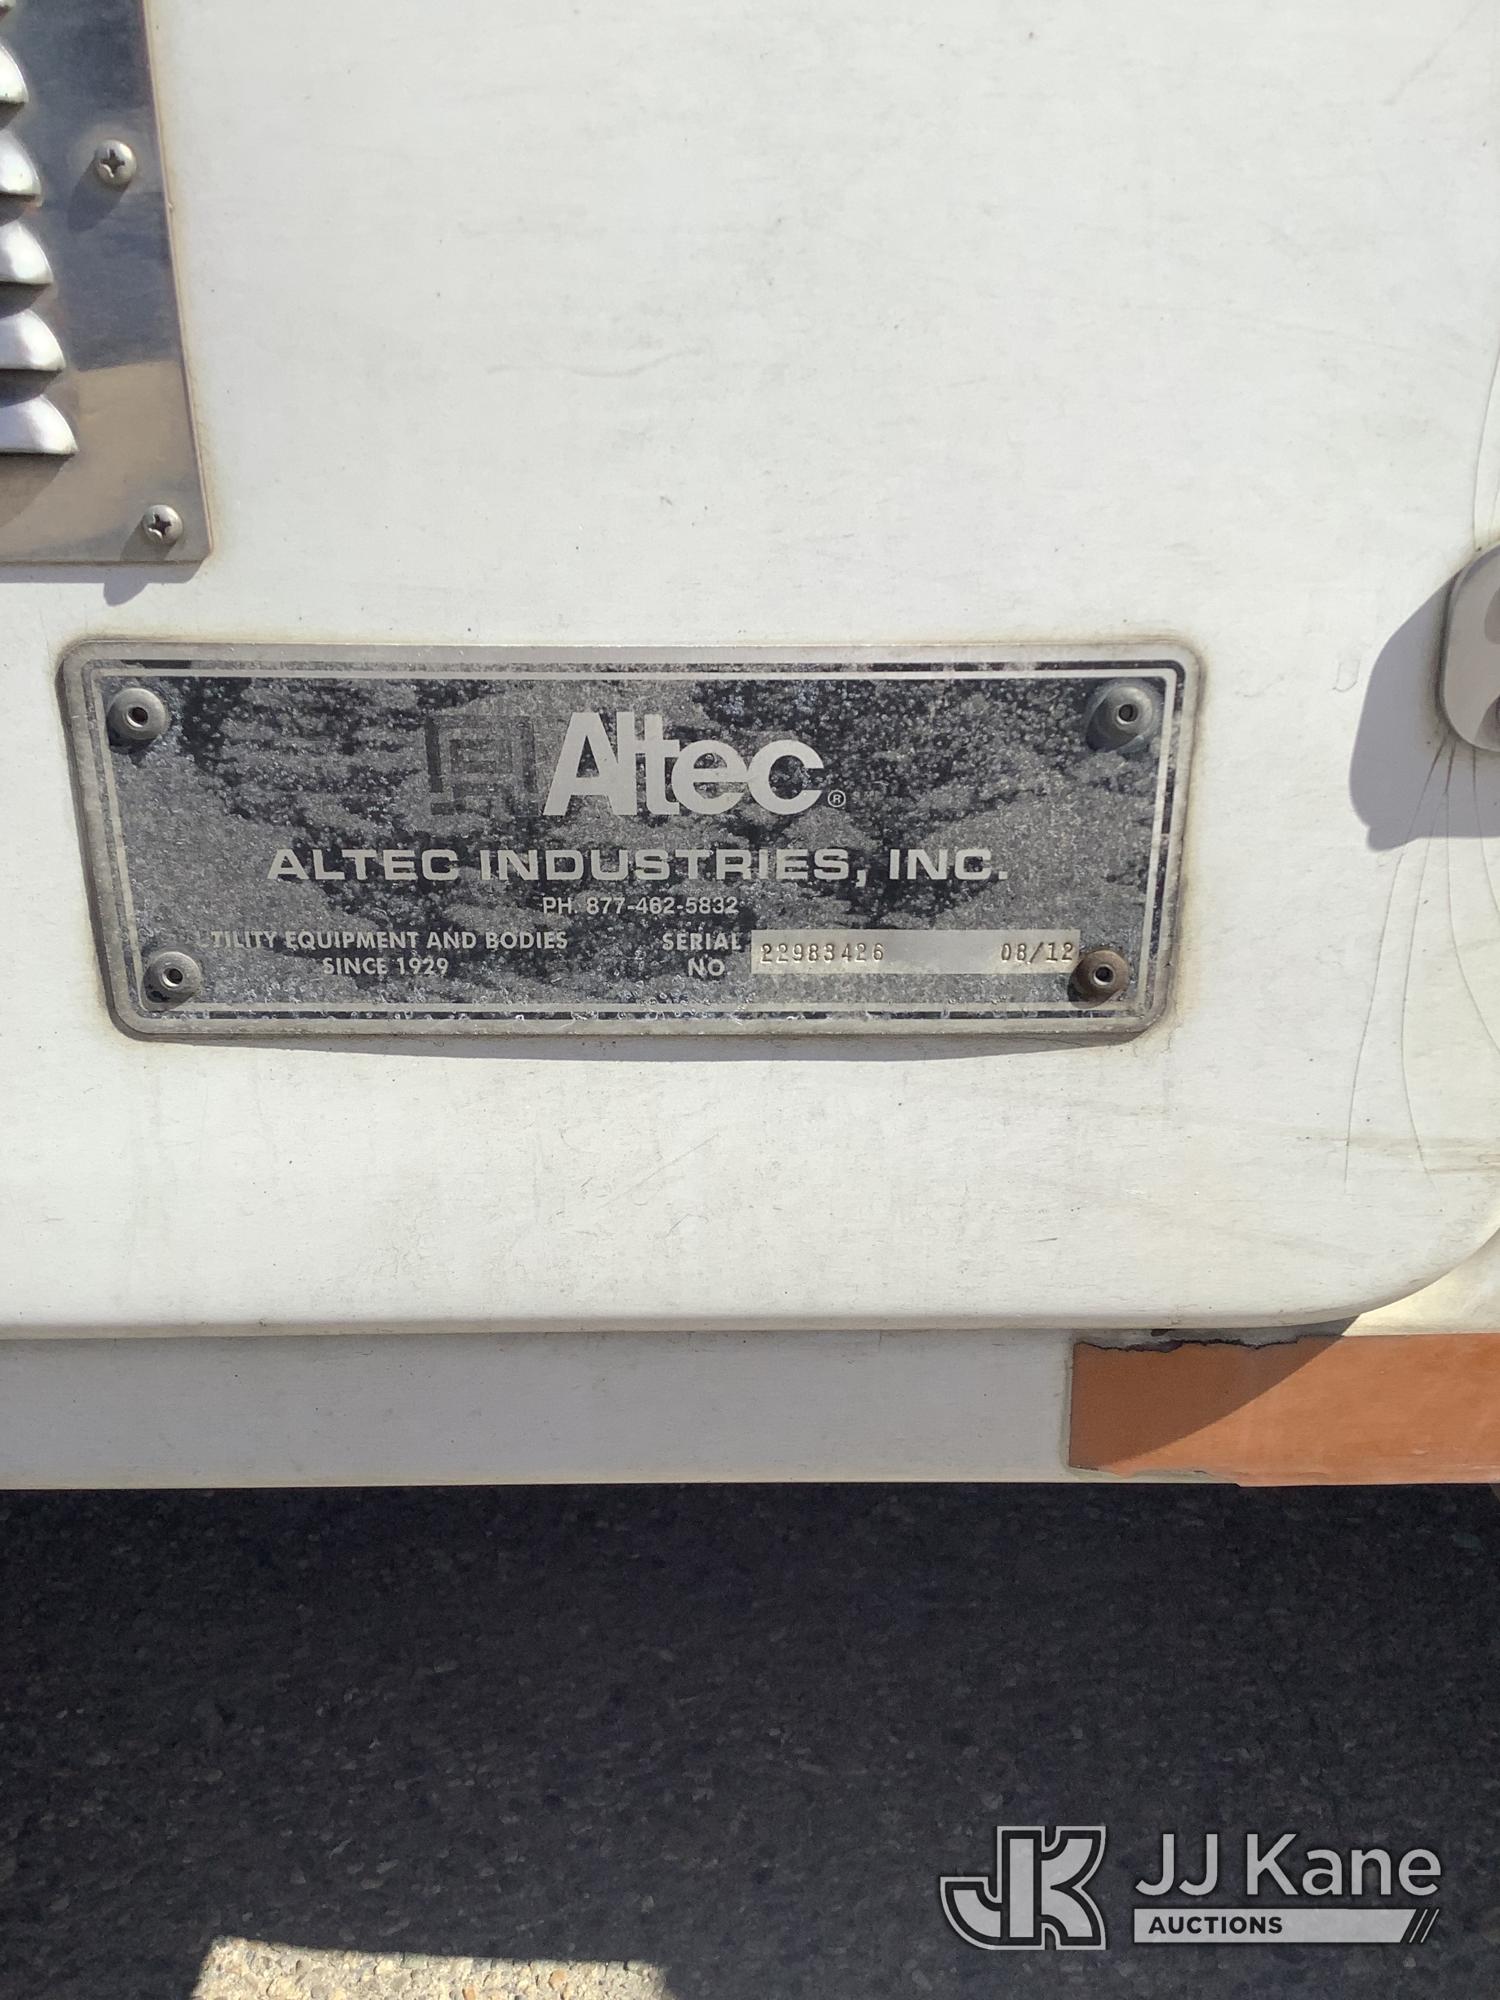 Altec®
ALTEC INDUSTRIES, INC.
PH. 877-462-5832
UTILITY EQUIPMENT AND BODIES
SINCE 1929
SERIAL NO. 22983426 08/12
JK JJ Kane
AUCTIONS